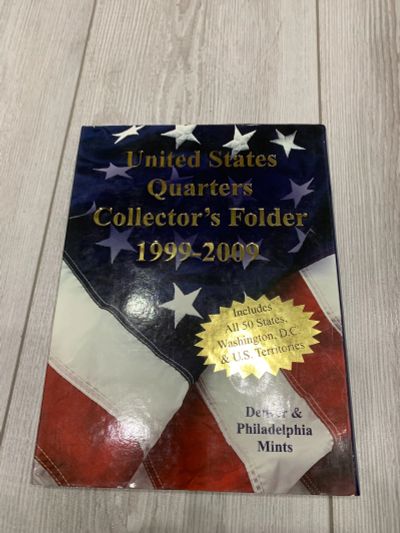 United States
Quarters
Collector's Folder
1999-2009
Includes
All 50 States,
Washington, D.C.
& U.S. Territories
Denver &
Philadelphia
Mints